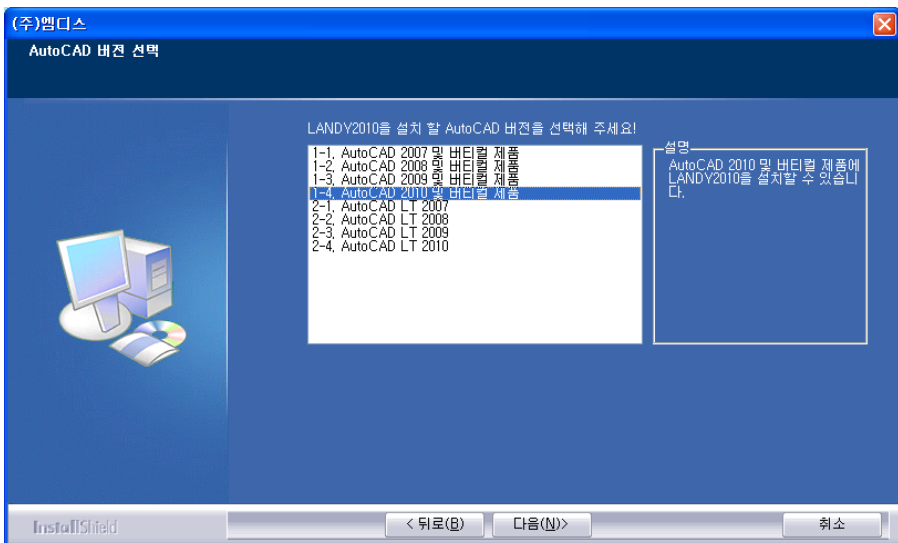 (주)엠디스
AutoCAD 버전 선택
LANDY2010을 설치 할 AutoCAD 버전을 선택해 주세요!
1-1, AutoCAD 2007 및 버티컬 제품
1-2, AutoCAD 2008 및 버티컬 제품
1-3, AutoCAD 2009 및 버티컬 제품
1-4, AutoCAD 2010 및 버티컬 제품
2-1, AutoCAD LT 2007
2-2, AutoCAD LT 2008
2-3, AutoCAD LT 2009
2-4, AutoCAD LT 2010
설명
AutoCAD 2010 및 버티컬 제품에
LANDY2010을 설치할 수 있습니
다.
InstallShield
< 뒤로(B)
다음(N)>
취소